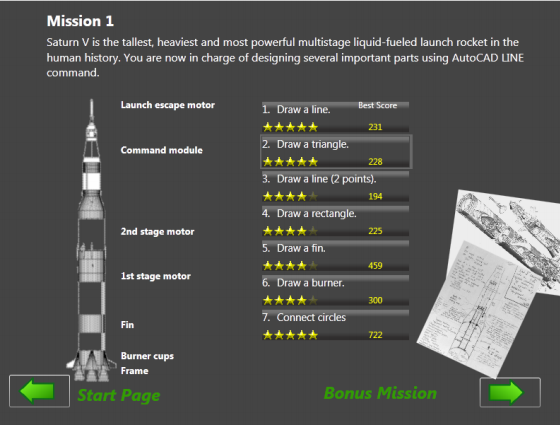 Mission 1
Saturn V is the tallest, heaviest and most powerful multistage liquid-fueled launch rocket in the
human history. You are now in charge of designing several important parts using AutoCAD LINE
command.
Launch escape motor
Command module
2nd stage motor
1st stage motor
Fin
Burner cups
Frame
Best Score
1. Draw a line.
231
2. Draw a triangle.
228
3. Draw a line (2 points).
194
4. Draw a rectangle.
225
5. Draw a fin.
459
6. Draw a burner.
300
7. Connect circles
722
Start Page
Bonus Mission